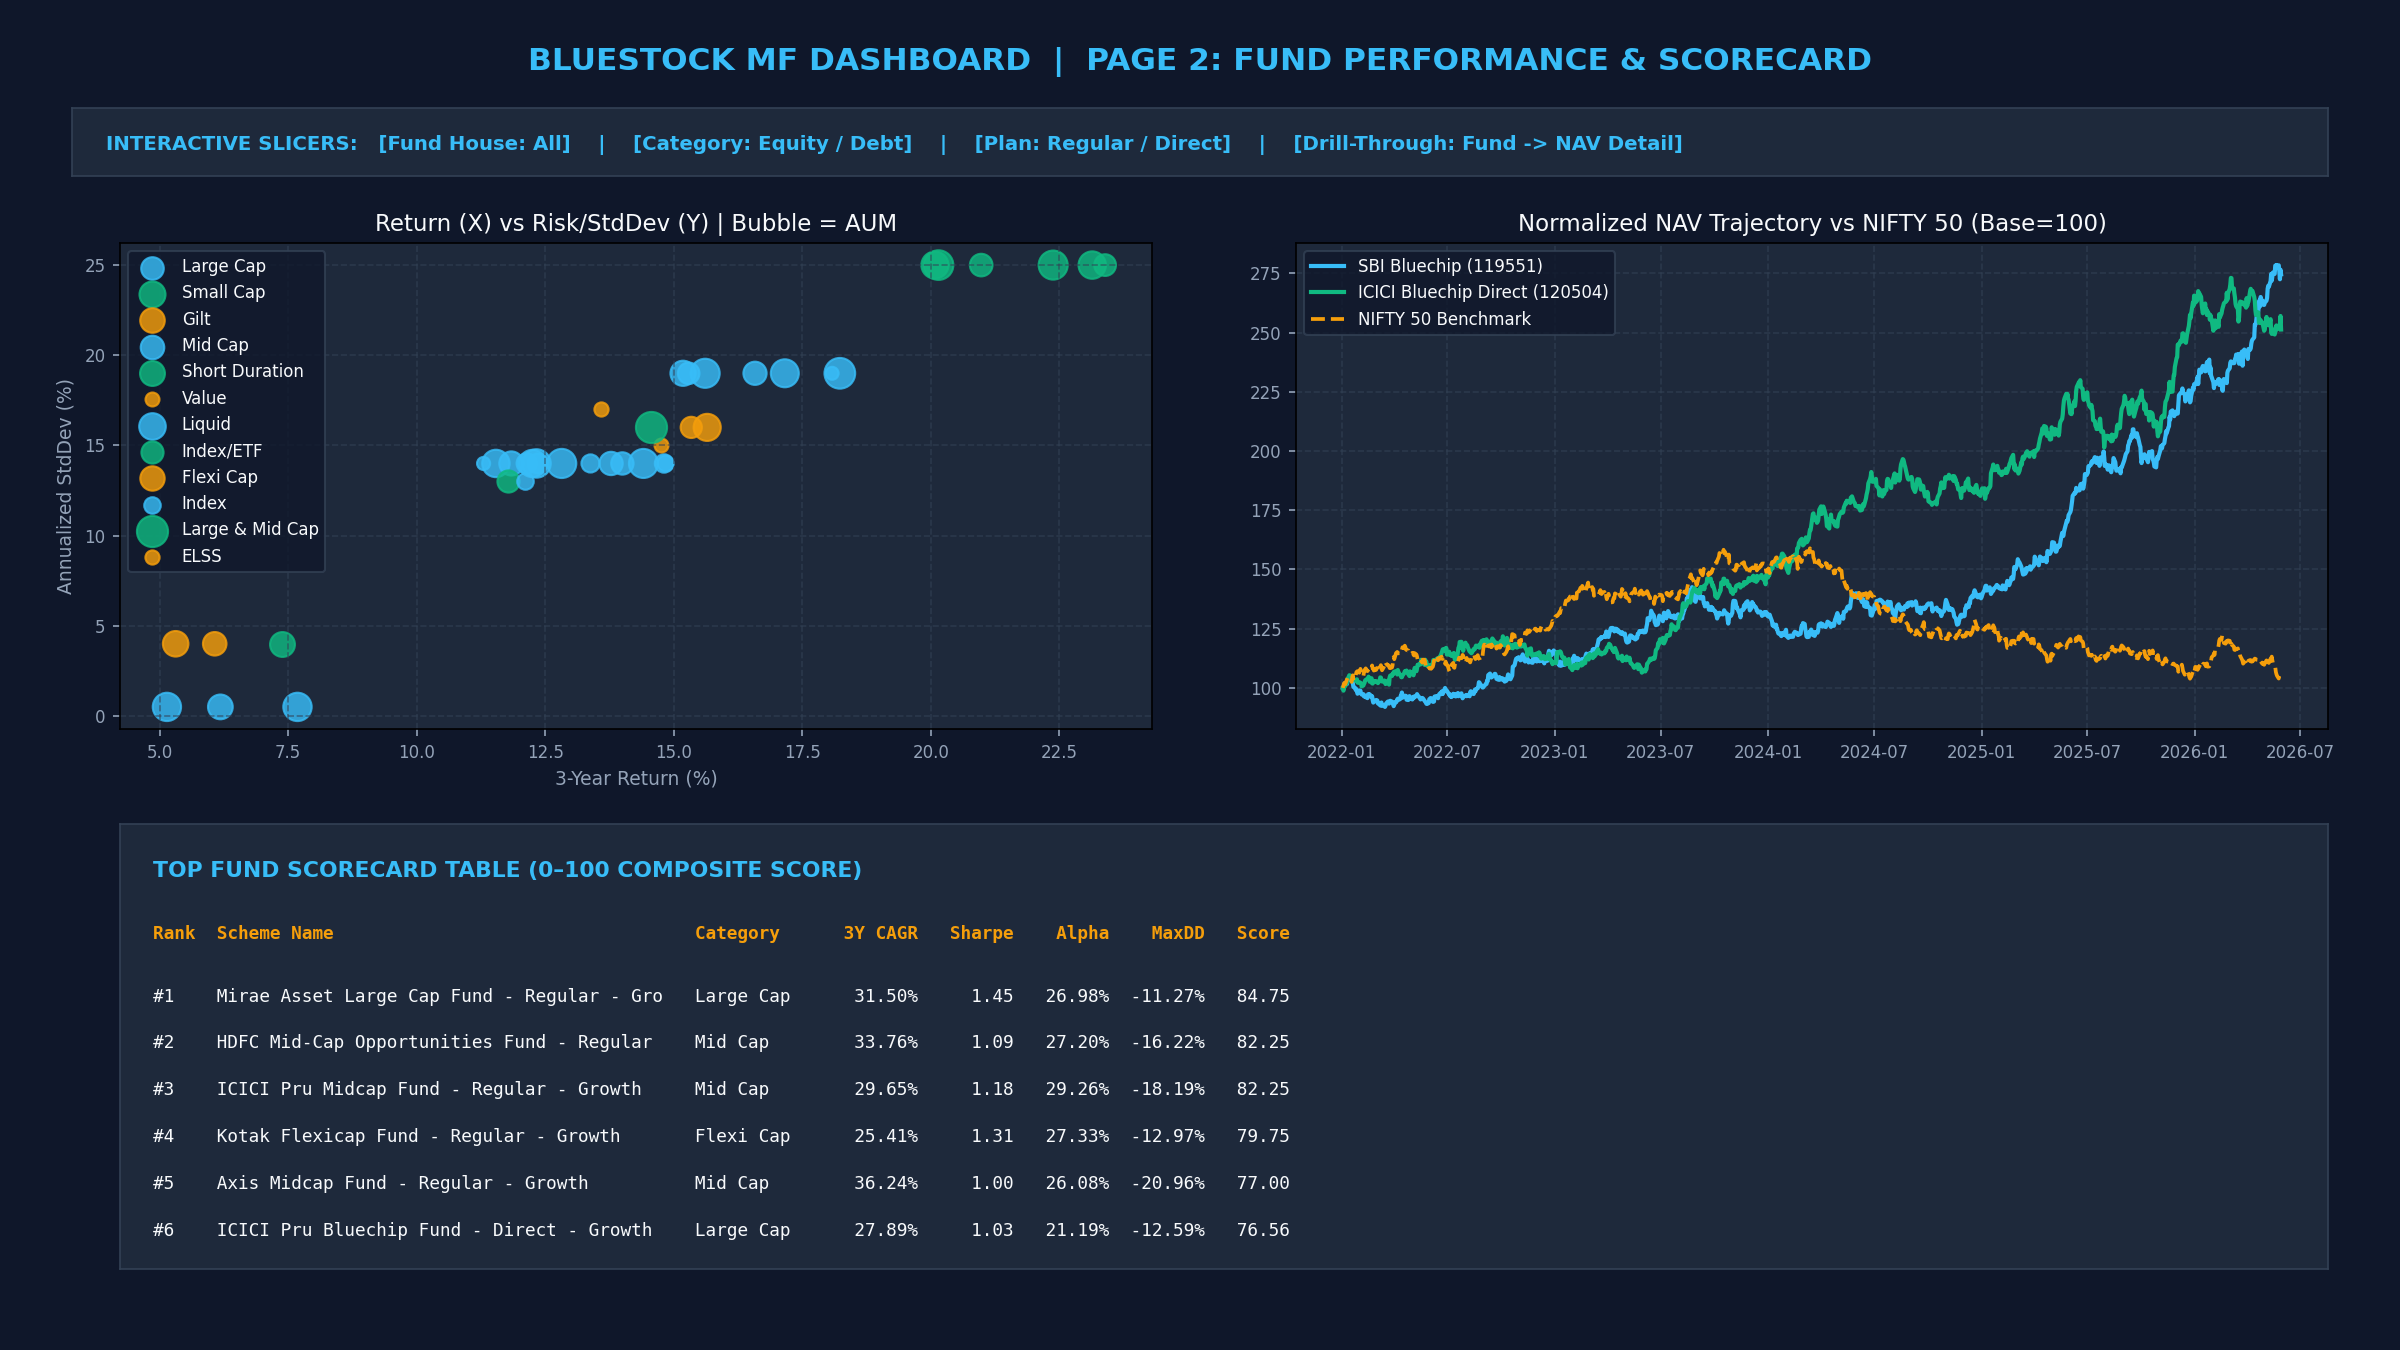 BLUESTOCK MF DASHBOARD | PAGE 2: FUND PERFORMANCE & SCORECARD
INTERACTIVE SLICERS: [Fund House: All] | [Category: Equity / Debt] | [Plan: Regular / Direct] | [Drill-Through: Fund -> NAV Detail]
Return (X) vs Risk/StdDev (Y) | Bubble = AUM
Large Cap
Small Cap
Gilt
Mid Cap
Short Duration
Value
Liquid
Index/ETF
Flexi Cap
Index
Large & Mid Cap
ELSS
Annualized StdDev (%)
25
20
15
10
5
0
5.0 7.5 10.0 12.5 15.0 17.5 20.0 22.5
3-Year Return (%)
Normalized NAV Trajectory vs NIFTY 50 (Base=100)
SBI Bluechip (119551)
ICICI Bluechip Direct (120504)
NIFTY 50 Benchmark
275
250
225
200
175
150
125
100
2022-01 2022-07 2023-01 2023-07 2024-01 2024-07 2025-01 2025-07 2026-01 2026-07
TOP FUND SCORECARD TABLE (0–100 COMPOSITE SCORE)
Rank Scheme Name Category 3Y CAGR Sharpe Alpha MaxDD Score
#1 Mirae Asset Large Cap Fund - Regular - Gro Large Cap 31.50% 1.45 26.98% -11.27% 84.75
#2 HDFC Mid-Cap Opportunities Fund - Regular Mid Cap 33.76% 1.09 27.20% -16.22% 82.25
#3 ICICI Pru Midcap Fund - Regular - Growth Mid Cap 29.65% 1.18 29.26% -18.19% 82.25
#4 Kotak Flexicap Fund - Regular - Growth Flexi Cap 25.41% 1.31 27.33% -12.97% 79.75
#5 Axis Midcap Fund - Regular - Growth Mid Cap 36.24% 1.00 26.08% -20.96% 77.00
#6 ICICI Pru Bluechip Fund - Direct - Growth Large Cap 27.89% 1.03 21.19% -12.59% 76.56